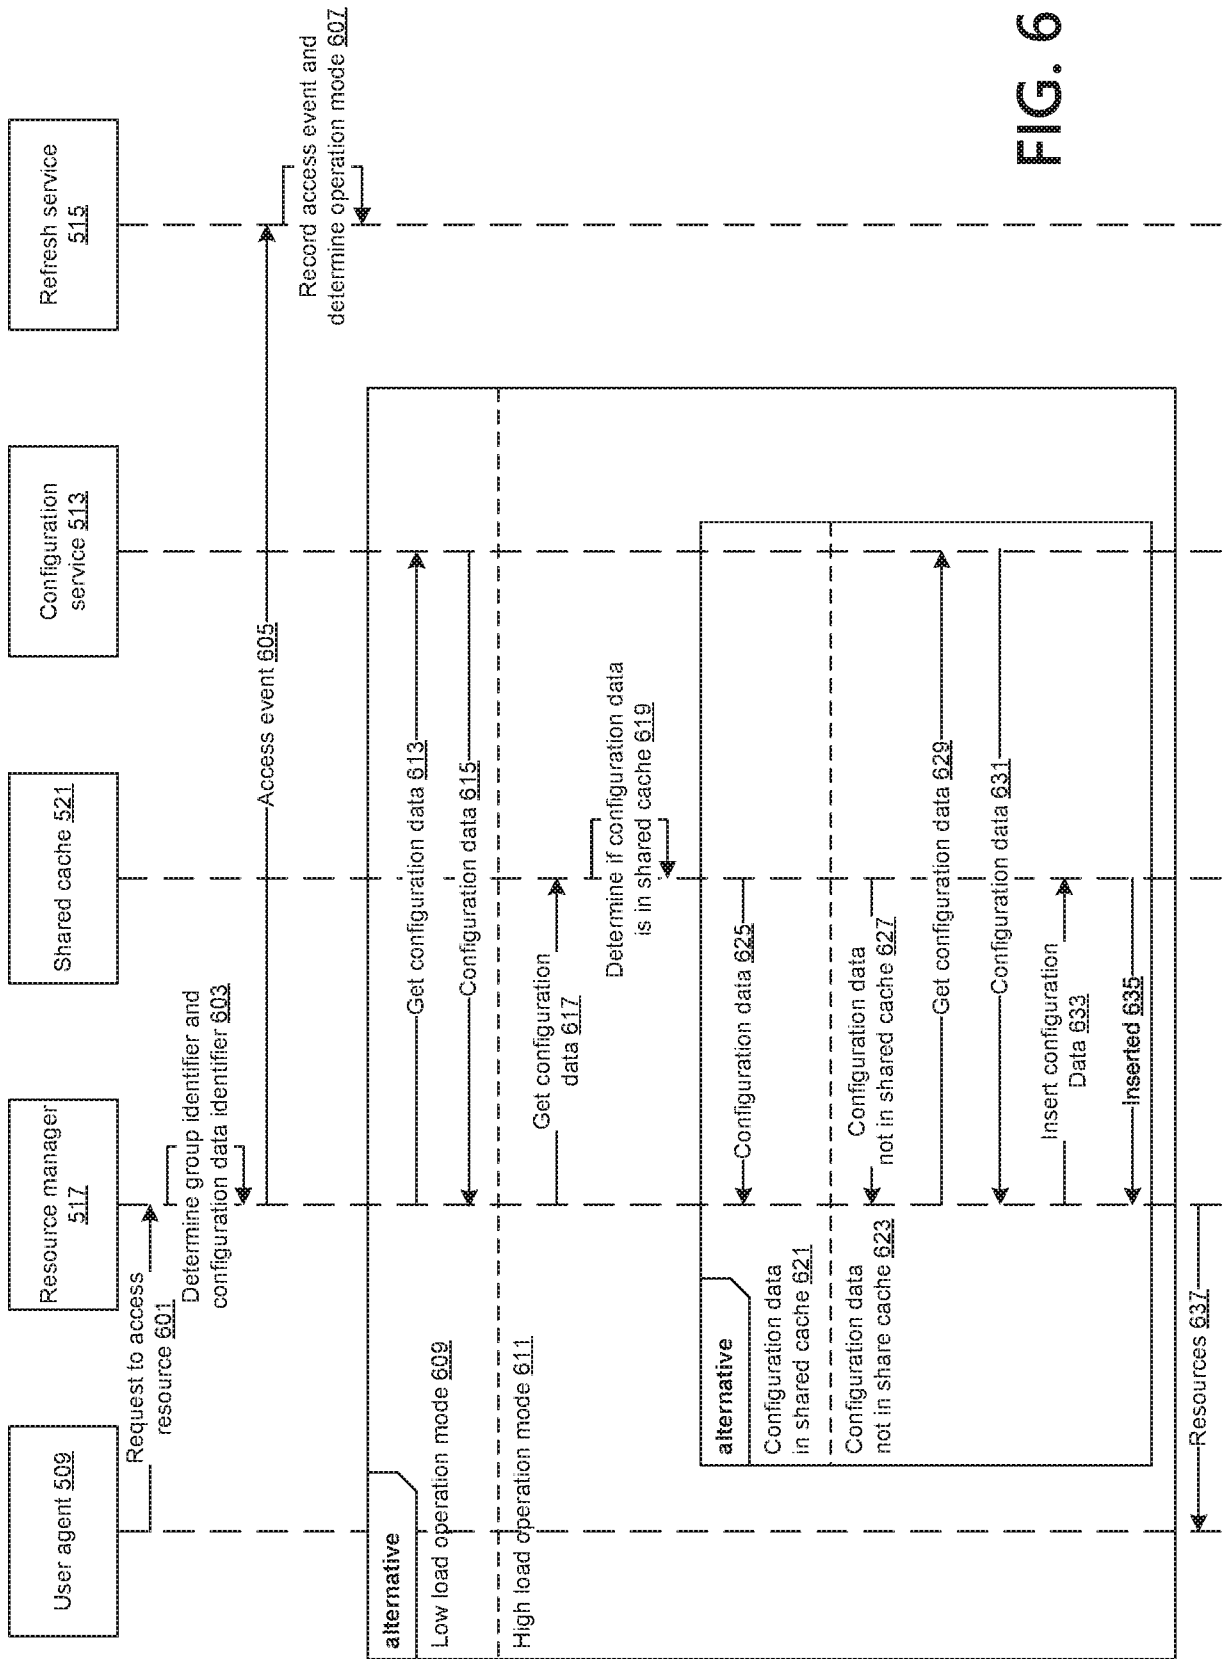 User agent 509
Resource manager
517
Shared cache 521
Configuration
service 513
Refresh service
515
Request to access
resource 601
Determine group identifier and
configuration data identifier 603
Access event 605
Record access event and
determine operation mode 607
alternative
Low load operation mode 609
Get configuration data 613
Configuration data 615
High load operation mode 611
Get configuration
data 617
Determine if configuration data
is in shared cache 619
alternative
Configuration data
in shared cache 621
Configuration data 625
Configuration data
not in share cache 623
Configuration data
not in shared cache 627
Get configuration data 629
Configuration data 631
Insert configuration
Data 633
Inserted 635
Resources 637
FIG. 6